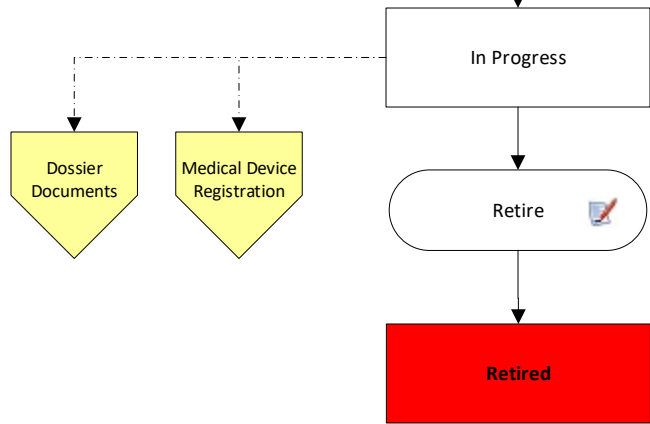 In Progress
Dossier
Documents
Medical Device
Registration
Retire
Retired